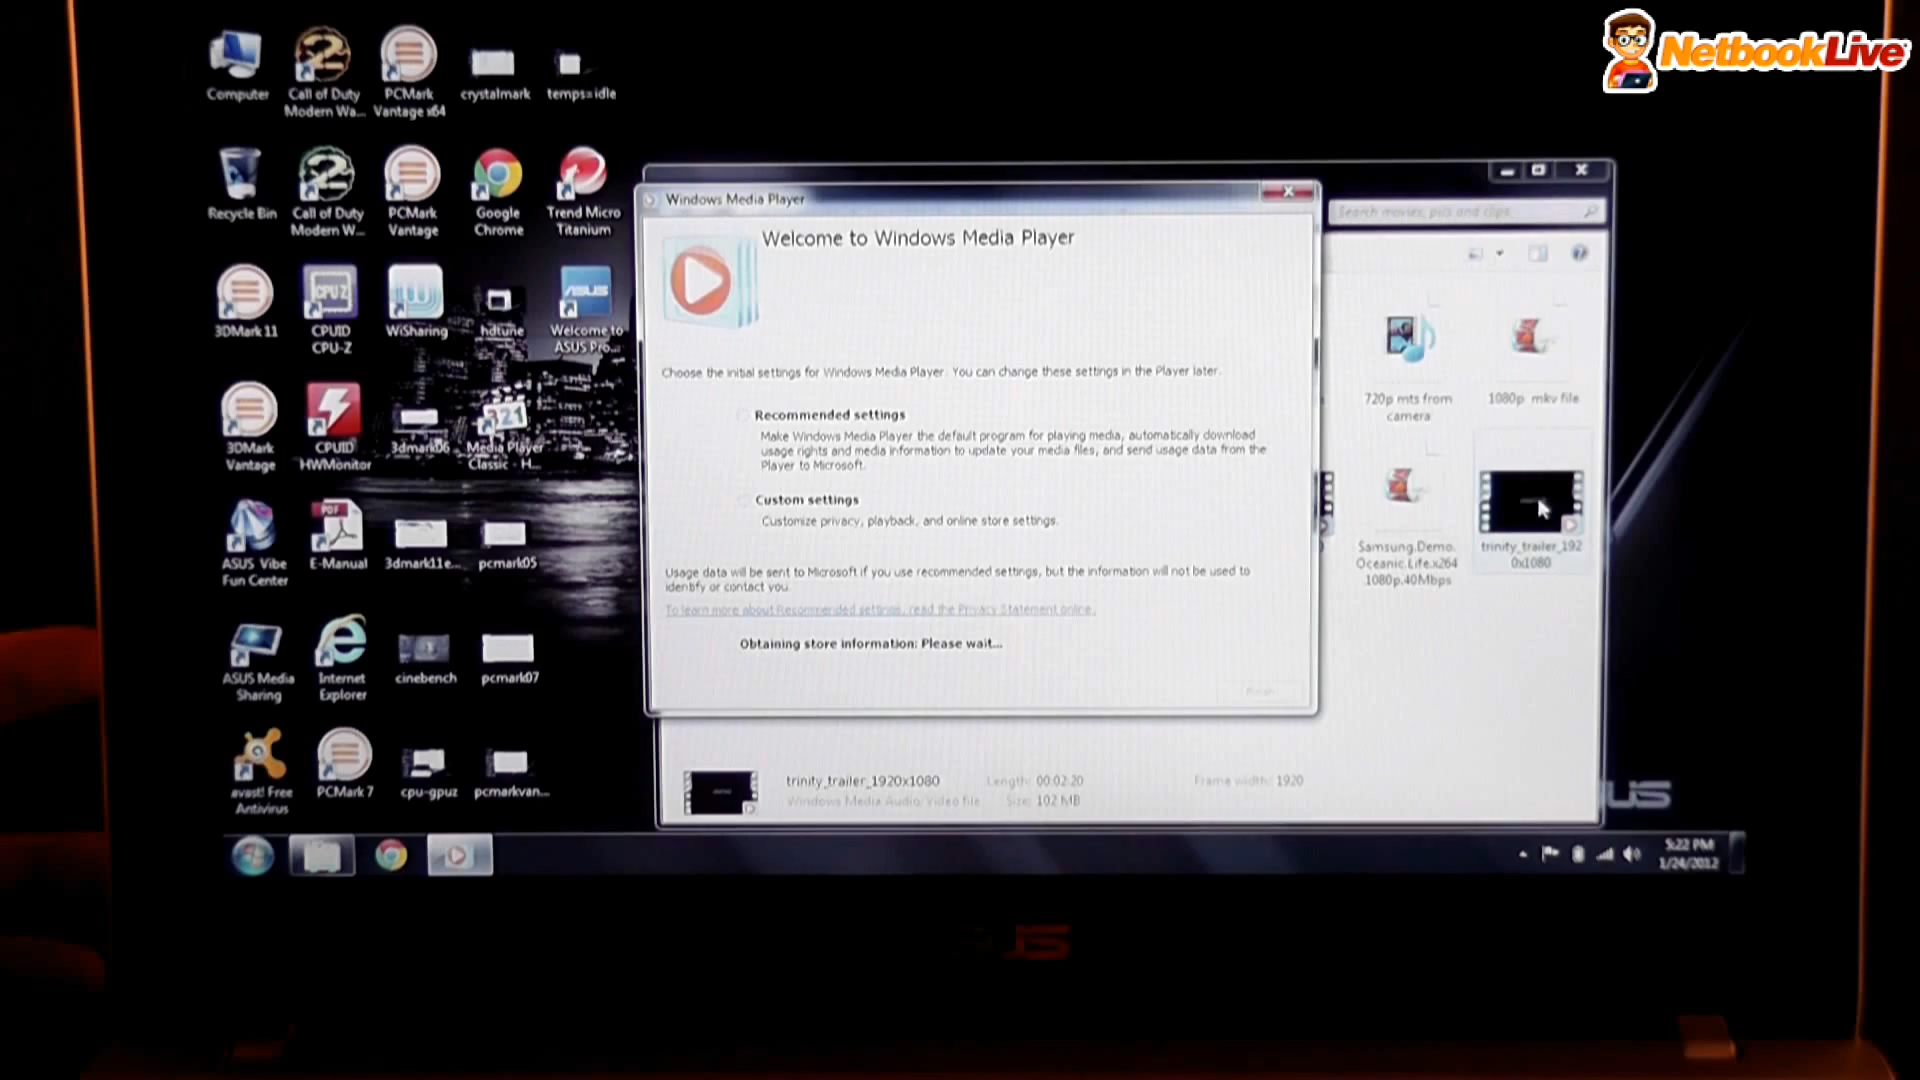 NetbookLive
Computer
Call of Duty
Modern Wa...
PCMark
Vantage x64
crystalmark
temps=idle
Recycle Bin
Call of Duty
Modern W...
PCMark
Vantage
Google
Chrome
Trend Micro
Titanium
3DMark 11
CPUID
CPU-Z
WiSharing
hdtune
ASUS
Welcome to
ASUS Pro...
3DMark
Vantage
CPUID
HWMonitor
3dmark06
321
Media Player
Classic - H...
ASUS Vibe
Fun Center
PDF
E-Manual
3dmark11e...
pcmark05
ASUS Media
Sharing
Internet
Explorer
cinebench
pcmark07
avast! Free
Antivirus
PCMark 7
cpu-gpuz
pcmarkvan...
Windows Media Player
Welcome to Windows Media Player
Choose the initial settings for Windows Media Player. You can change these settings in the Player later.
Recommended settings
Make Windows Media Player the default program for playing media, automatically download
usage rights and media information to update your media files, and send usage data from the
Player to Microsoft.
Custom settings
Customize privacy, playback, and online store settings.
Usage data will be sent to Microsoft if you use recommended settings, but the information will not be used to
identify or contact you.
To learn more about Recommended settings, read the Privacy Statement online.
Obtaining store information: Please wait...
Finish
Search movies, pics and clips
720p mts from
camera
1080p mkv file
Samsung.Demo.
Oceanic.Life.x264
.1080p.40Mbps
trinity_trailer_192
0x1080
trinity_trailer_1920x1080
Length: 00:02:20
Frame width: 1920
Windows Media Audio/Video file
Size: 102 MB
5:22 PM
1/24/2012